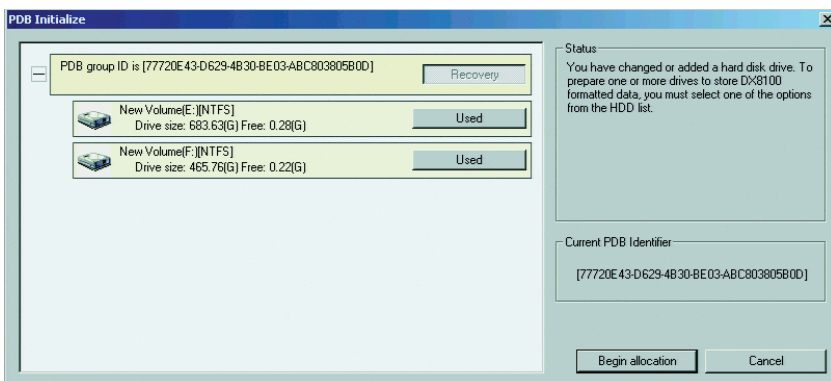 PDB Initialize
PDB group ID is [77720E43-D629-4B30-BE03-ABC803805B0D]
Recovery
New Volume(E:)[NTFS]
Drive size: 683.63(G) Free: 0.28(G)
Used
New Volume(F:)[NTFS]
Drive size: 465.76(G) Free: 0.22(G)
Used
Status
You have changed or added a hard disk drive. To
prepare one or more drives to store DX8100
formatted data, you must select one of the options
from the HDD list.
Current PDB Identifier
[77720E43-D629-4B30-BE03-ABC803805B0D]
Begin allocation
Cancel